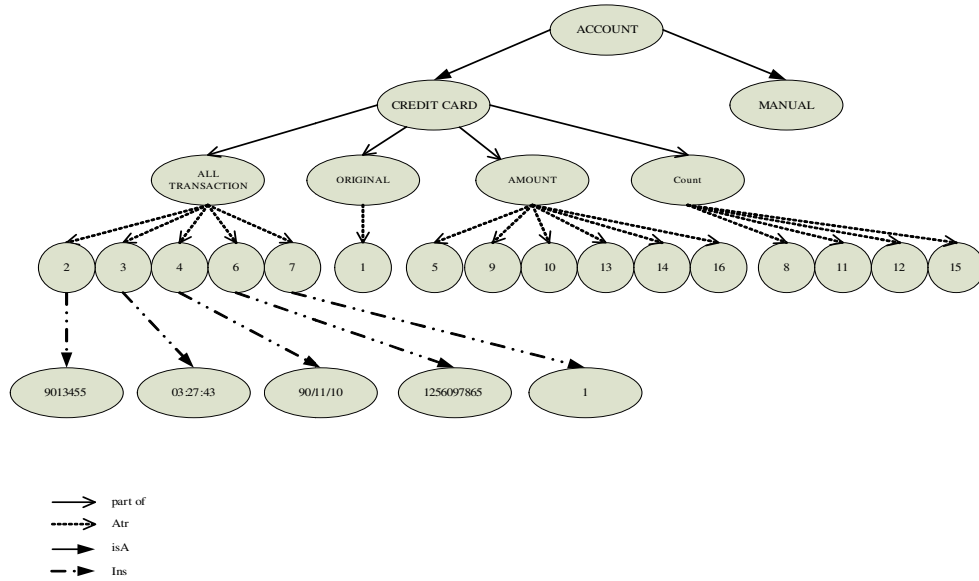 ACCOUNT
CREDIT CARD
MANUAL
ALL
TRANSACTION
ORIGINAL
AMOUNT
Count
2
3
4
6
7
1
5
9
10
13
14
16
8
11
12
15
9013455
03:27:43
90/11/10
1256097865
1
part of
Atr
isA
Ins